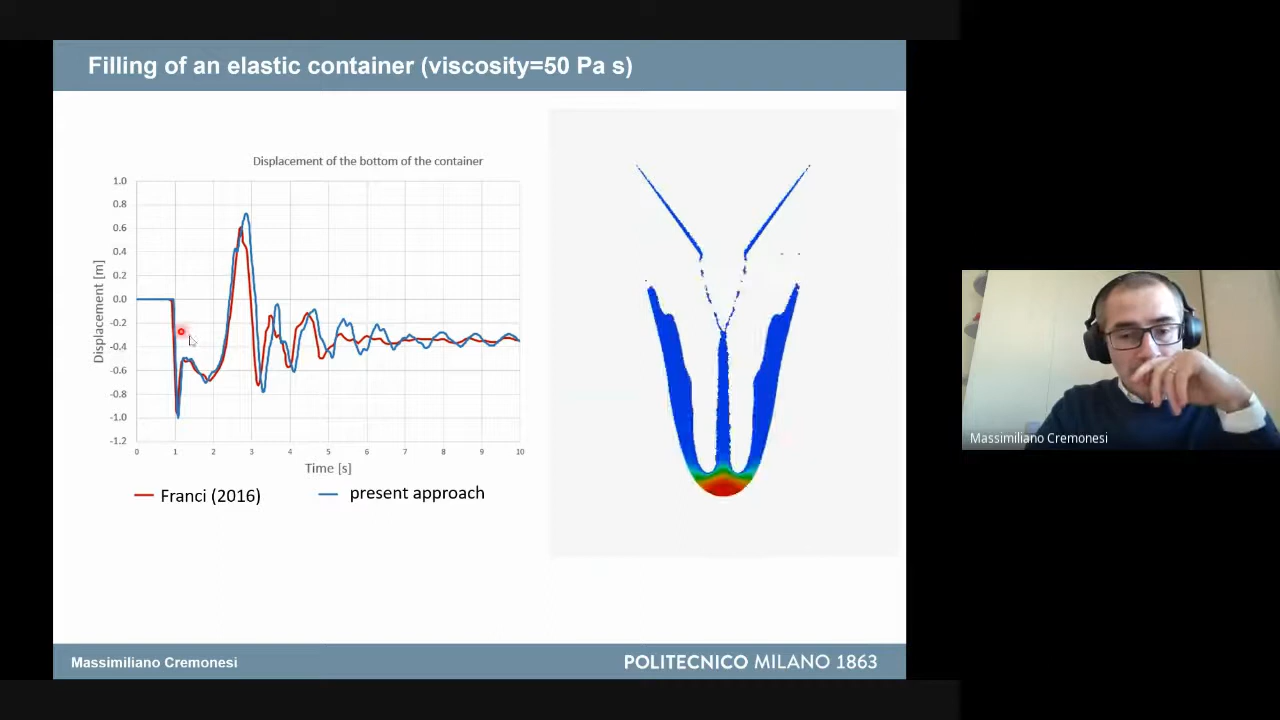 Filling of an elastic container (viscosity=50 Pa s)
Displacement of the bottom of the container
1.0
0.8
0.6
0.4
0.2
0.0
-0.2
-0.4
-0.6
-0.8
-1.0
-1.2
Displacement [m]
0 1 2 3 4 5 6 7 8 9 10
Time [s]
Franci (2016) present approach
Massimiliano Cremonesi
POLITECNICO MILANO 1863
Massimiliano Cremonesi